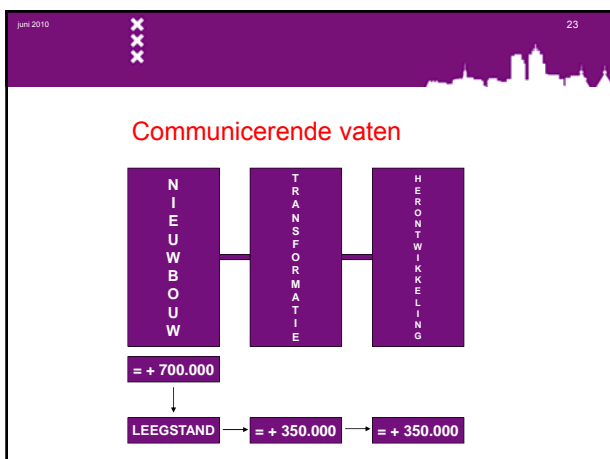 juni 2010
23
Communicerende vaten
NIEUWBOUW
TRANSFORMATIE
HERONTWIKKELING
= + 700.000
LEEGSTAND
= + 350.000
= + 350.000